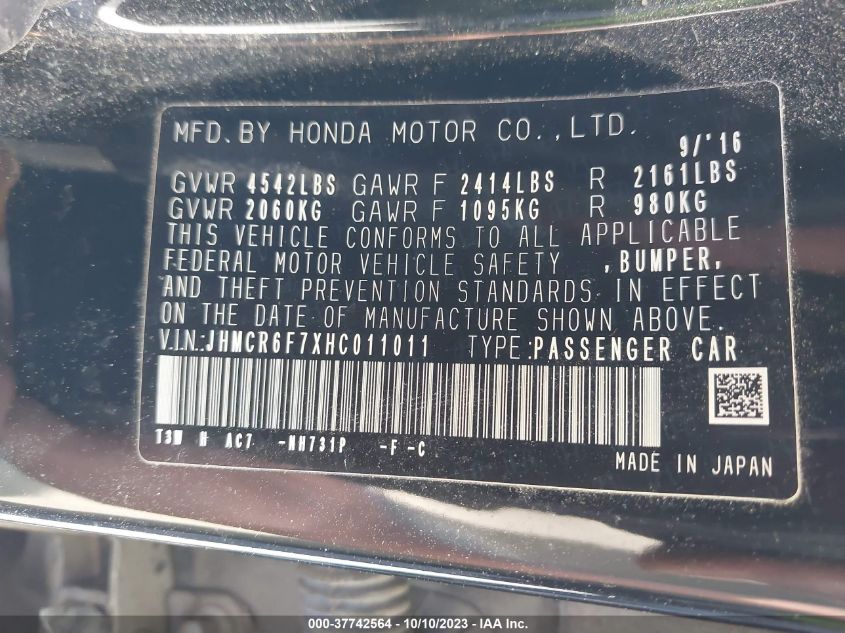 MFD. BY HONDA MOTOR CO., LTD. 9/'16
GVWR 4542LBS GAWR F 2414LBS R 2161LBS
GVWR 2060KG GAWR F 1095KG R 980KG
THIS VEHICLE CONFORMS TO ALL APPLICABLE
FEDERAL MOTOR VEHICLE SAFETY , BUMPER,
AND THEFT PREVENTION STANDARDS IN EFFECT
ON THE DATE OF MANUFACTURE SHOWN ABOVE.
V.I.N.:JHMCR6F7XHC011011 TYPE:PASSENGER CAR
T3W H AC7 -NH731P -F -C
MADE IN JAPAN
000-37742564 - 10/10/2023 - IAA Inc.